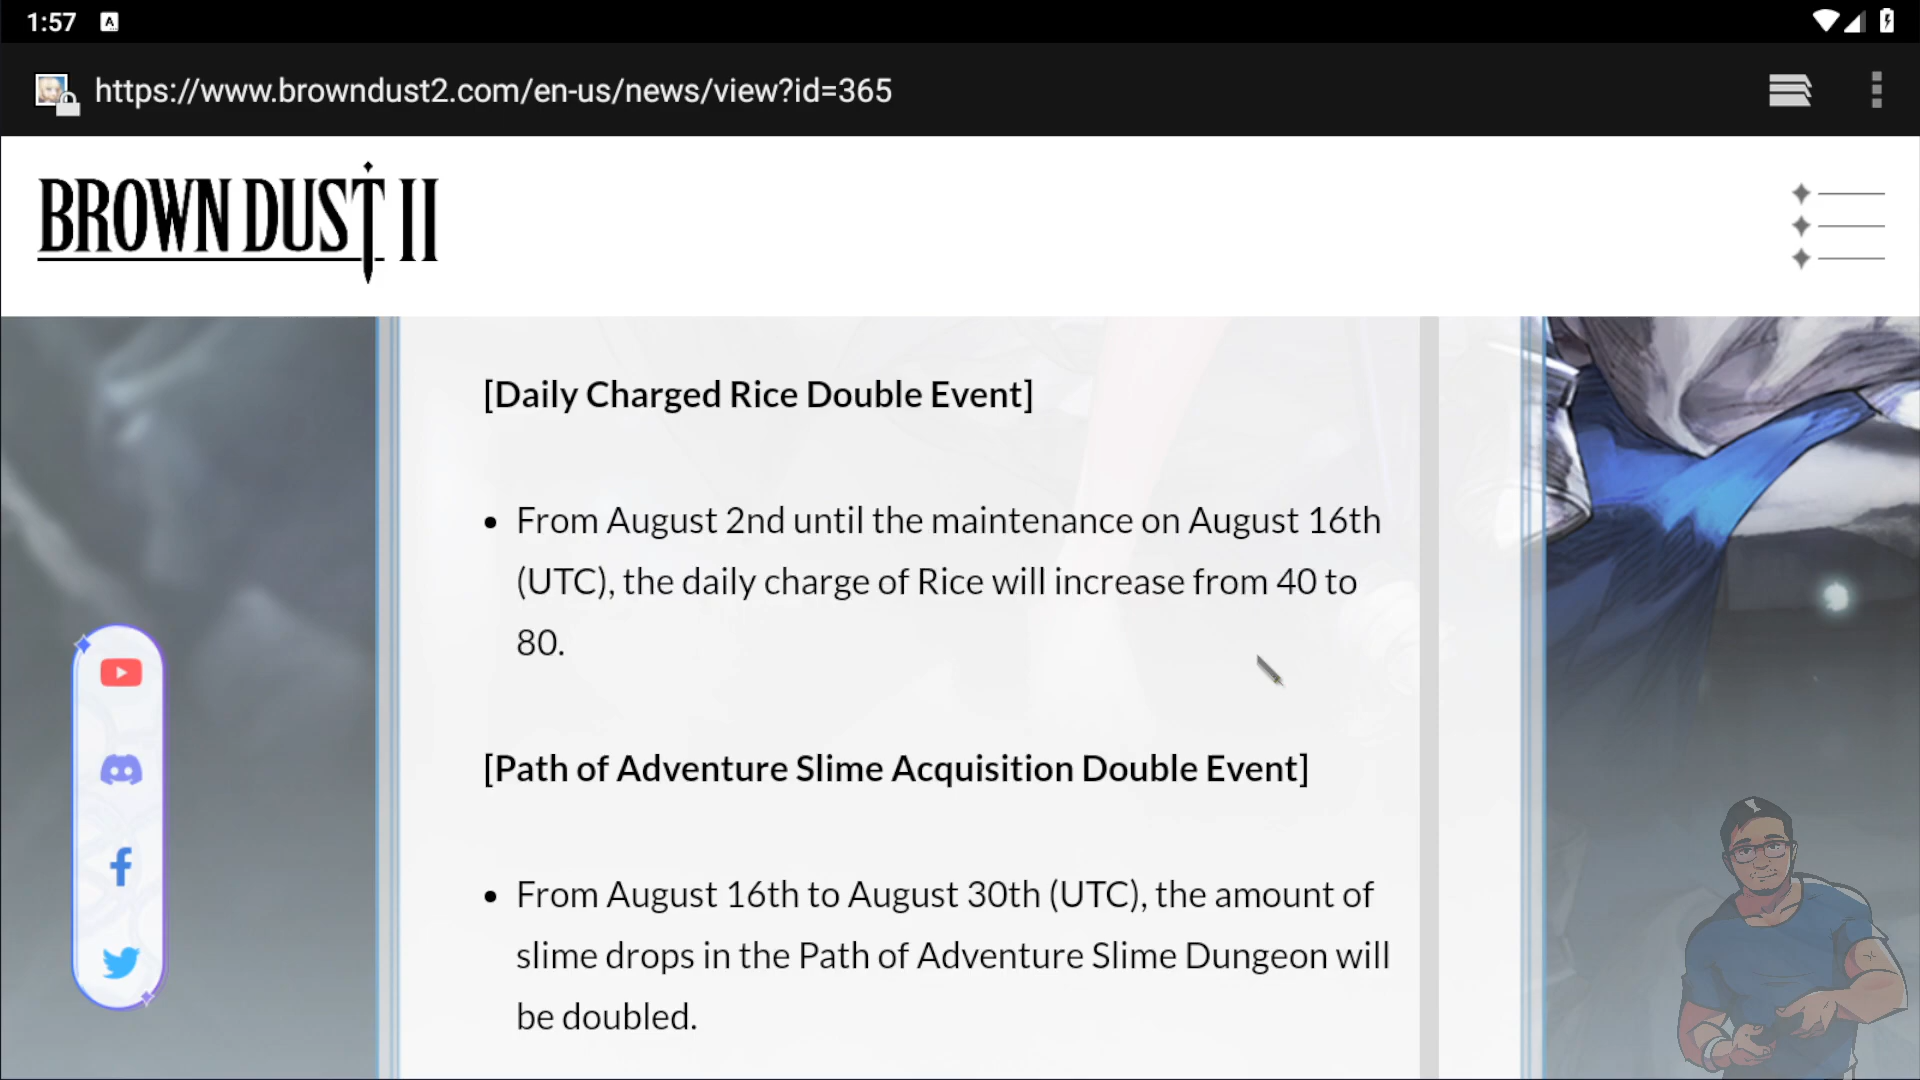 1:57 A
https://www.browndust2.com/en-us/news/view?id=365
BROWN DUST II
[Daily Charged Rice Double Event]
• From August 2nd until the maintenance on August 16th
(UTC), the daily charge of Rice will increase from 40 to
80.
[Path of Adventure Slime Acquisition Double Event]
• From August 16th to August 30th (UTC), the amount of
slime drops in the Path of Adventure Slime Dungeon will
be doubled.